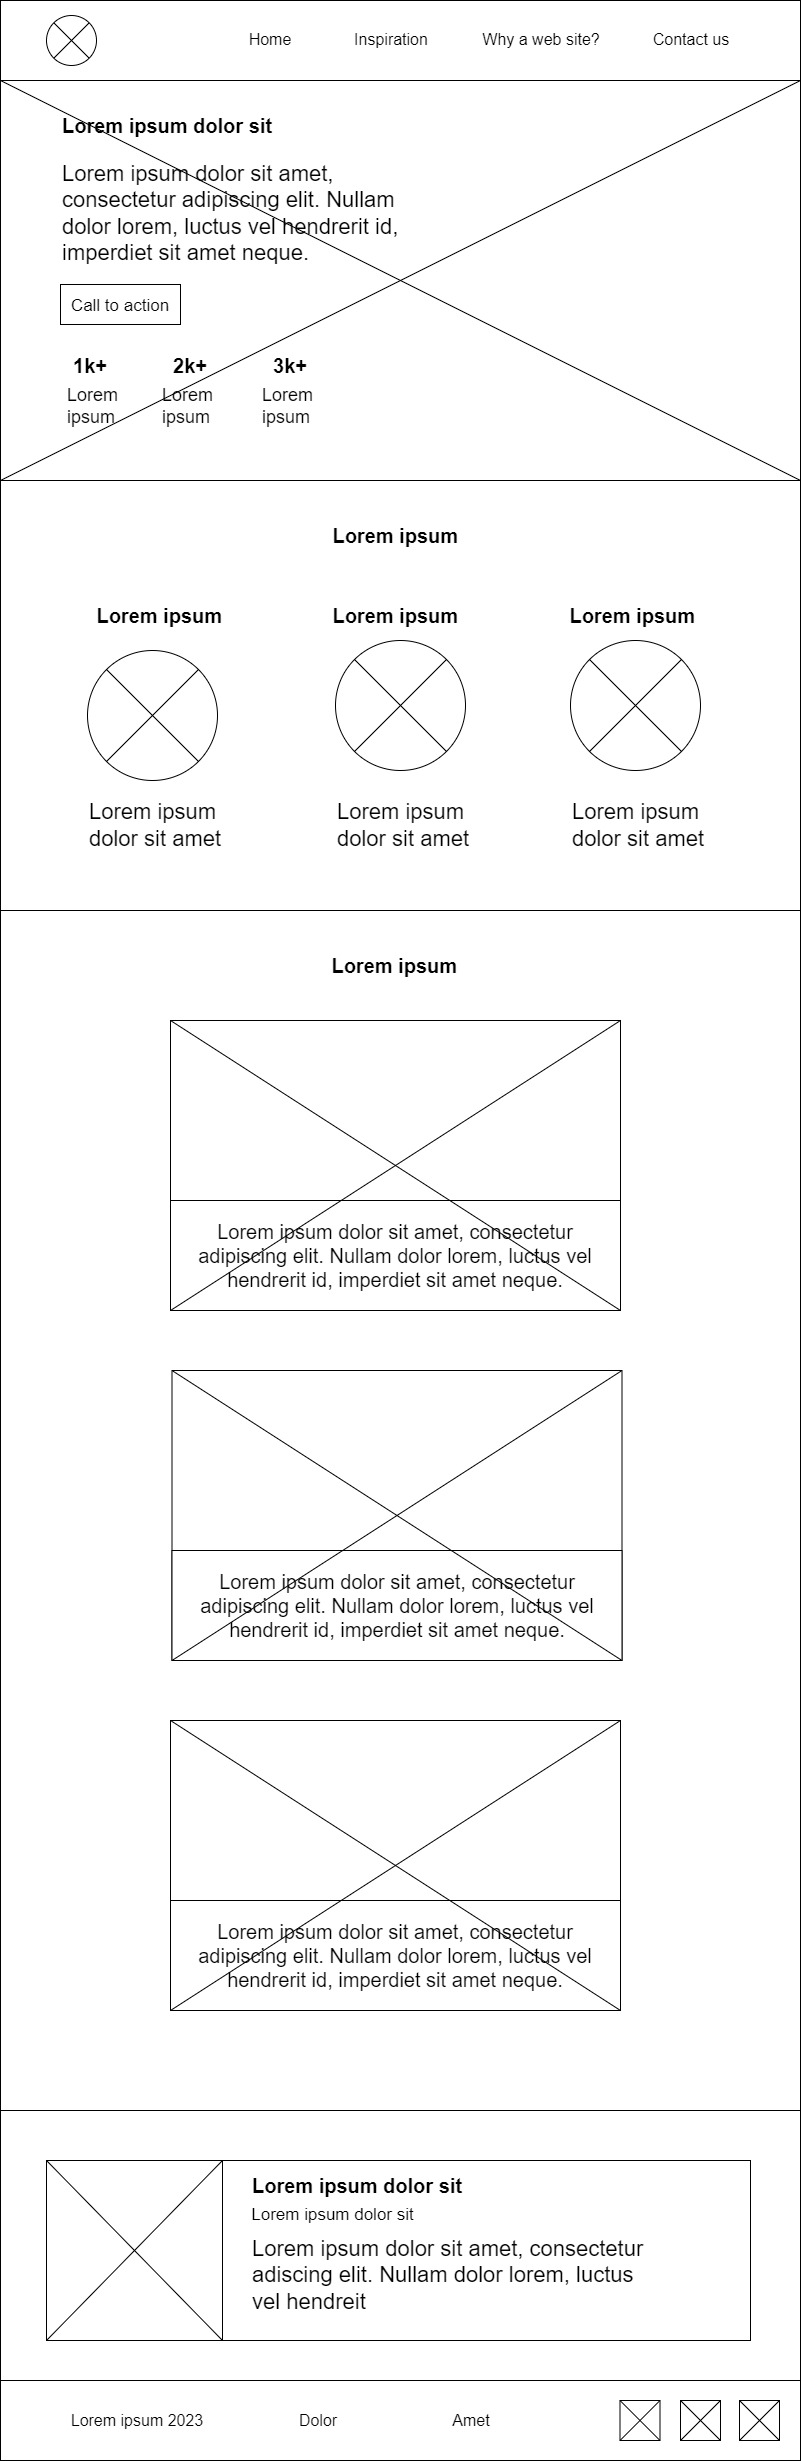 Home Inspiration Why a web site? Contact us
Lorem ipsum dolor sit
Lorem ipsum dolor sit amet,
consectetur adipiscing elit. Nullam
dolor lorem, luctus vel hendrerit id,
imperdiet sit amet neque.
Call to action
1k+ 2k+ 3k+
Lorem Lorem Lorem
ipsum ipsum ipsum
Lorem ipsum
Lorem ipsum Lorem ipsum Lorem ipsum
Lorem ipsum Lorem ipsum Lorem ipsum
dolor sit amet dolor sit amet dolor sit amet
Lorem ipsum
Lorem ipsum dolor sit amet, consectetur
adipiscing elit. Nullam dolor lorem, luctus vel
hendrerit id, imperdiet sit amet neque.
Lorem ipsum dolor sit amet, consectetur
adipiscing elit. Nullam dolor lorem, luctus vel
hendrerit id, imperdiet sit amet neque.
Lorem ipsum dolor sit amet, consectetur
adipiscing elit. Nullam dolor lorem, luctus vel
hendrerit id, imperdiet sit amet neque.
Lorem ipsum dolor sit
Lorem ipsum dolor sit
Lorem ipsum dolor sit amet, consectetur
adiscing elit. Nullam dolor lorem, luctus
vel hendreit
Lorem ipsum 2023 Dolor Amet